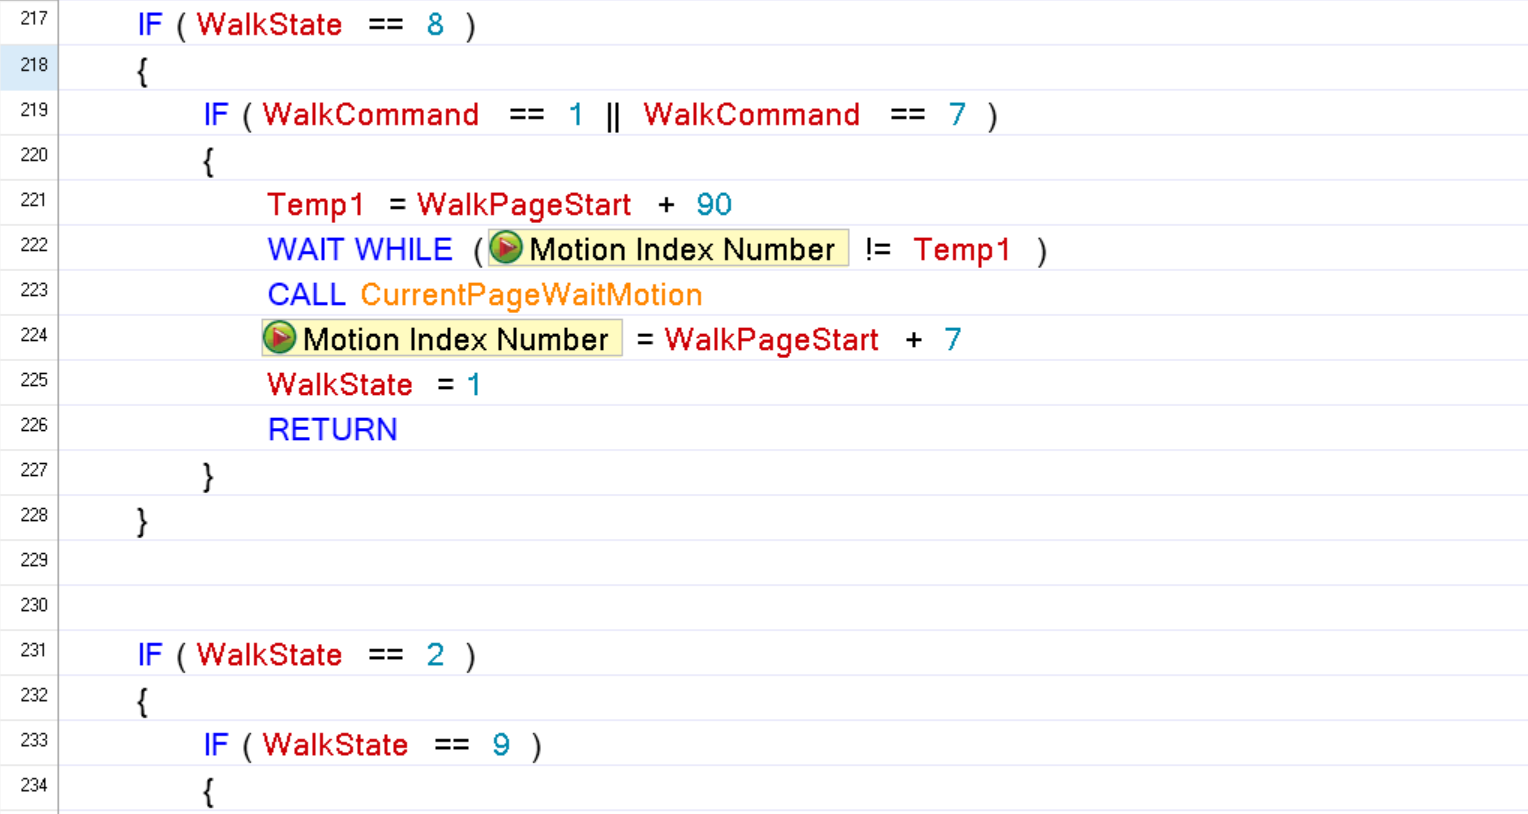 217 IF ( WalkState == 8 )
218 {
219 IF ( WalkCommand == 1 || WalkCommand == 7 )
220 {
221 Temp1 = WalkPageStart + 90
222 WAIT WHILE ( Motion Index Number != Temp1 )
223 CALL CurrentPageWaitMotion
224 Motion Index Number = WalkPageStart + 7
225 WalkState = 1
226 RETURN
227 }
228 }
229
230
231 IF ( WalkState == 2 )
232 {
233 IF ( WalkState == 9 )
234 {